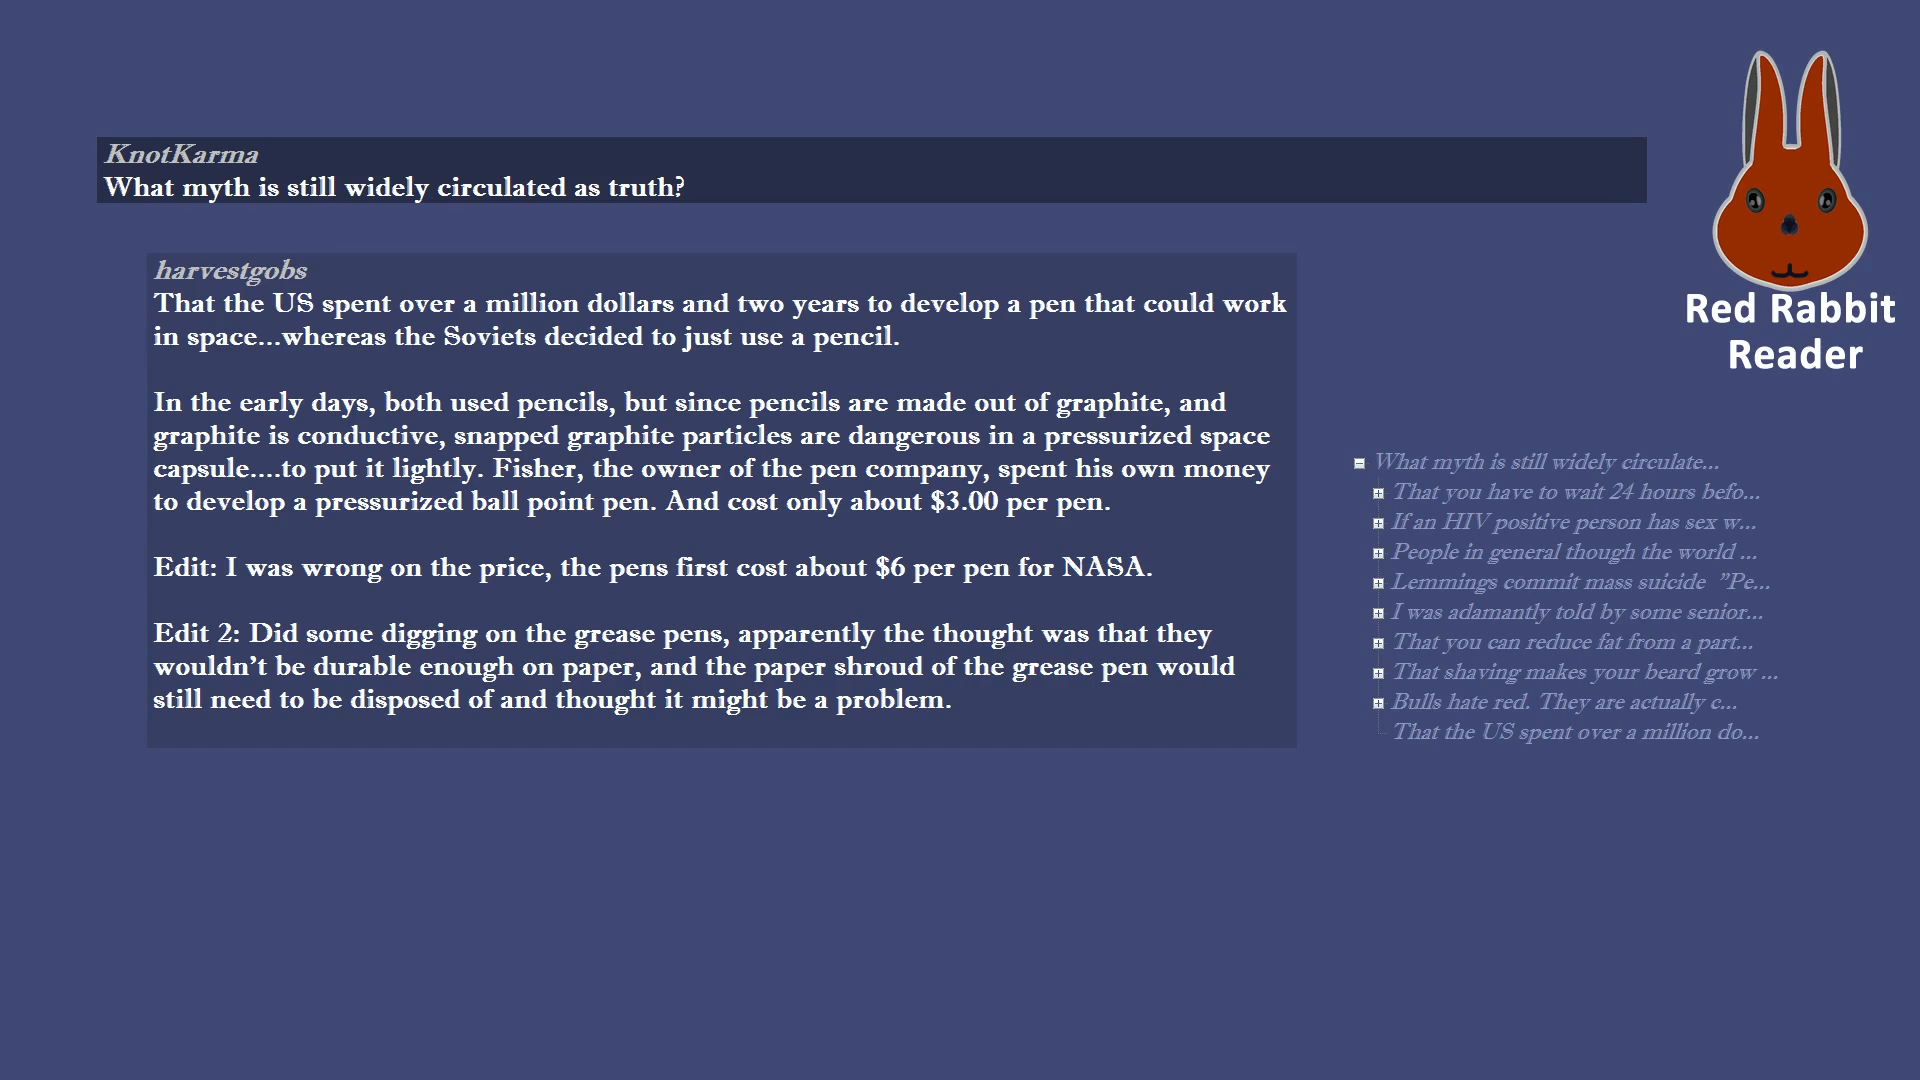 KnotKarma
What myth is still widely circulated as truth?
harvestgobs
That the US spent over a million dollars and two years to develop a pen that could work
in space...whereas the Soviets decided to just use a pencil.
In the early days, both used pencils, but since pencils are made out of graphite, and
graphite is conductive, snapped graphite particles are dangerous in a pressurized space
capsule....to put it lightly. Fisher, the owner of the pen company, spent his own money
to develop a pressurized ball point pen. And cost only about $3.00 per pen.
Edit: I was wrong on the price, the pens first cost about $6 per pen for NASA.
Edit 2: Did some digging on the grease pens, apparently the thought was that they
wouldn't be durable enough on paper, and the paper shroud of the grease pen would
still need to be disposed of and thought it might be a problem.
Red Rabbit
Reader
What myth is still widely circulate...
That you have to wait 24 hours befo...
If an HIV positive person has sex w...
People in general though the world ...
Lemmings commit mass suicide "Pe...
I was adamantly told by some senior...
That you can reduce fat from a part...
That shaving makes your beard grow ...
Bulls hate red. They are actually c...
That the US spent over a million do...